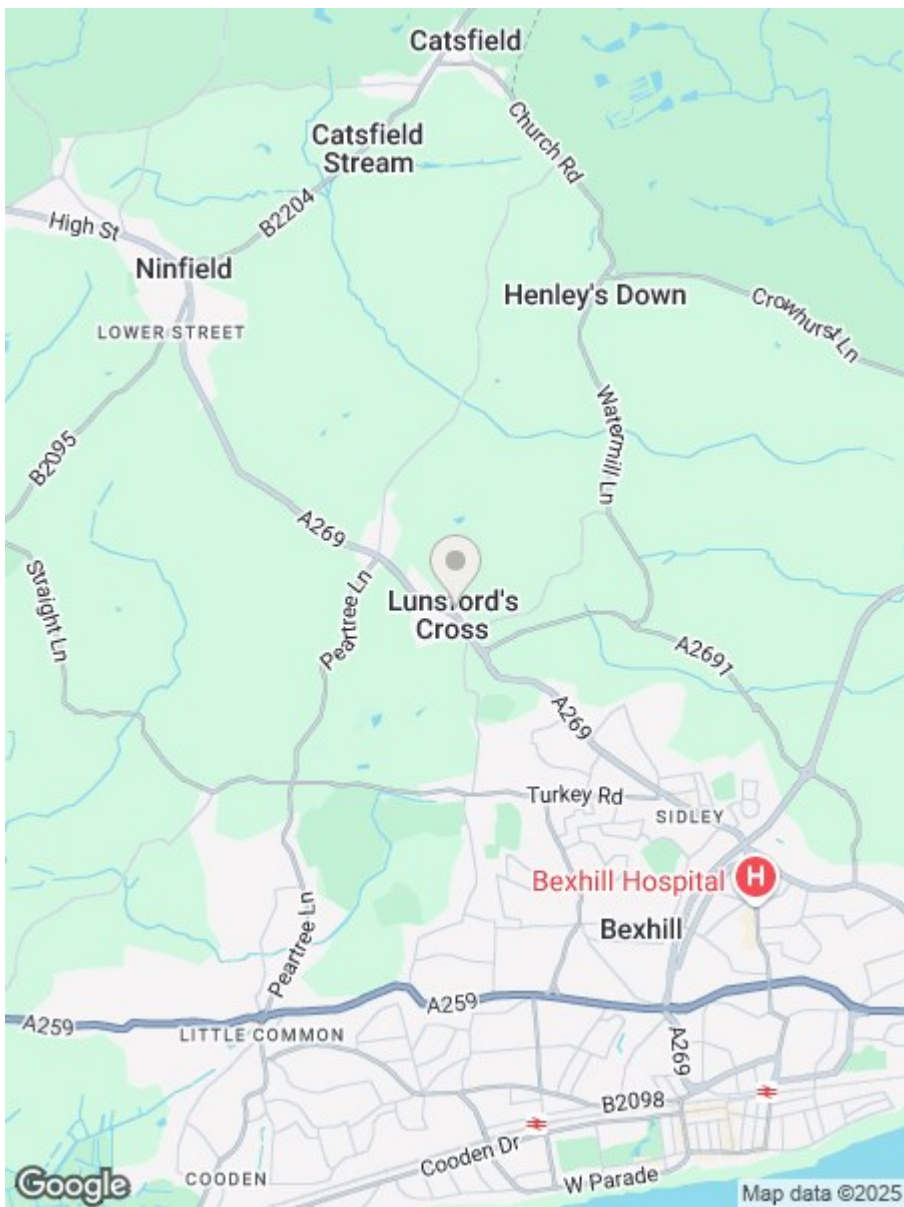 Catsfield
Catsfield
Stream
Church Rd
B2204
High St
Ninfield
Henley's Down
Crowhurst Ln
LOWER STREET
Watermill Ln
B2095
A269
Straight Ln
Peartree Ln
Lunsford's
Cross
A2691
A269
Turkey Rd
SIDLEY
Bexhill Hospital
H
Bexhill
Peartree Ln
A259
A259
LITTLE COMMON
A269
B2098
Cooden Dr
COODEN
W Parade
Google
Map data ©2025